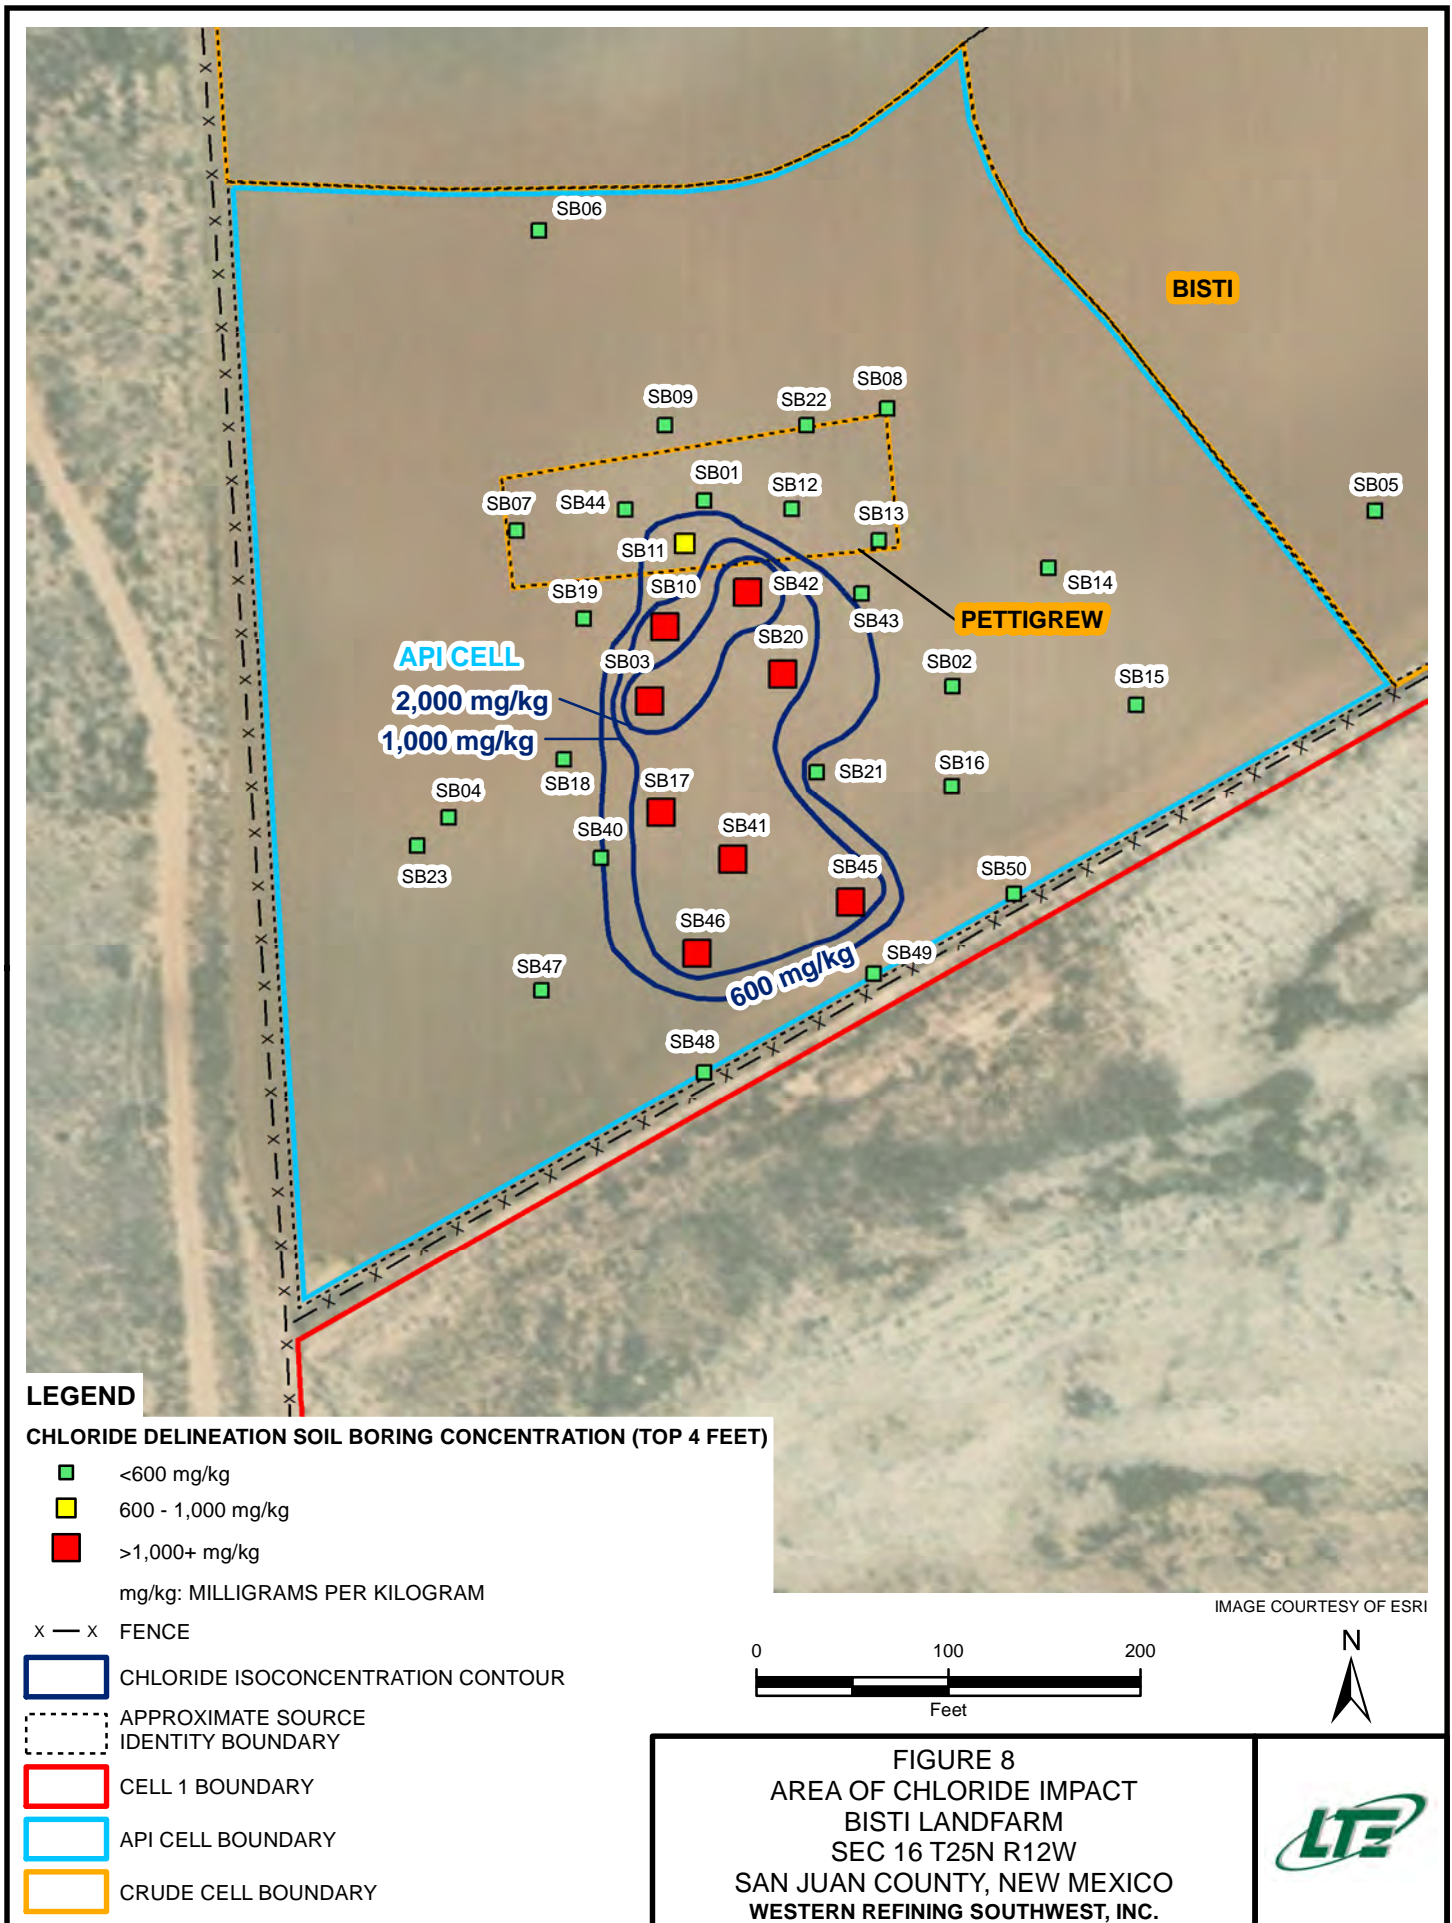 SB06
BISTI
SB08
SB09
SB22
SB01
SB12
SB44
SB07
SB05
SB13
SB11
SB10
SB42
SB14
SB19
SB43
PETTIGREW
SB20
API CELL
SB03
SB02
2,000 mg/kg
SB15
1,000 mg/kg
SB18
SB17
SB21
SB16
SB04
SB41
SB40
SB23
SB45
SB50
SB46
SB49
SB47
600 mg/kg
SB48
LEGEND
CHLORIDE DELINEATION SOIL BORING CONCENTRATION (TOP 4 FEET)
<600 mg/kg
600 - 1,000 mg/kg
>1,000+ mg/kg
mg/kg: MILLIGRAMS PER KILOGRAM
X — X FENCE
CHLORIDE ISOCONCENTRATION CONTOUR
APPROXIMATE SOURCE
IDENTITY BOUNDARY
CELL 1 BOUNDARY
API CELL BOUNDARY
CRUDE CELL BOUNDARY
IMAGE COURTESY OF ESRI
0 100 200
Feet
N
FIGURE 8
AREA OF CHLORIDE IMPACT
BISTI LANDFARM
SEC 16 T25N R12W
SAN JUAN COUNTY, NEW MEXICO
WESTERN REFINING SOUTHWEST, INC.
LTE